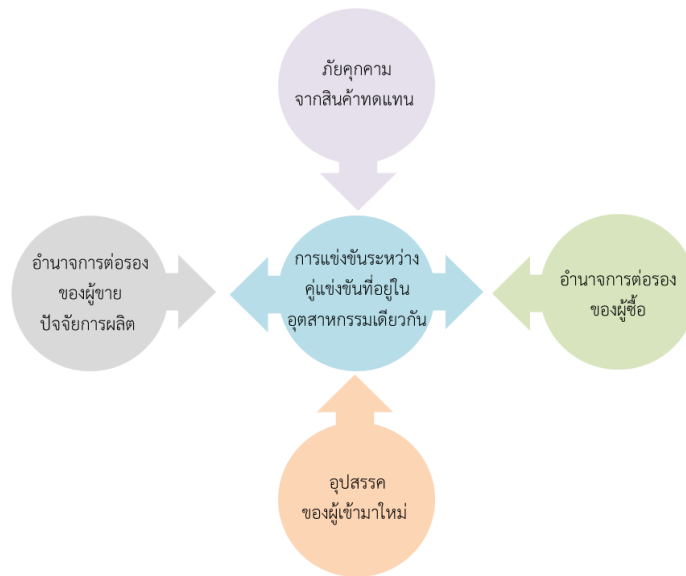 ภัยคุกคาม
จากสินค้าทดแทน
อำนาจการต่อรอง
ของผู้ขาย
ปัจจัยการผลิต
การแข่งขันระหว่าง
คู่แข่งขันที่อยู่ใน
อุตสาหกรรมเดียวกัน
อำนาจการต่อรอง
ของผู้ซื้อ
อุปสรรค
ของผู้เข้ามาใหม่